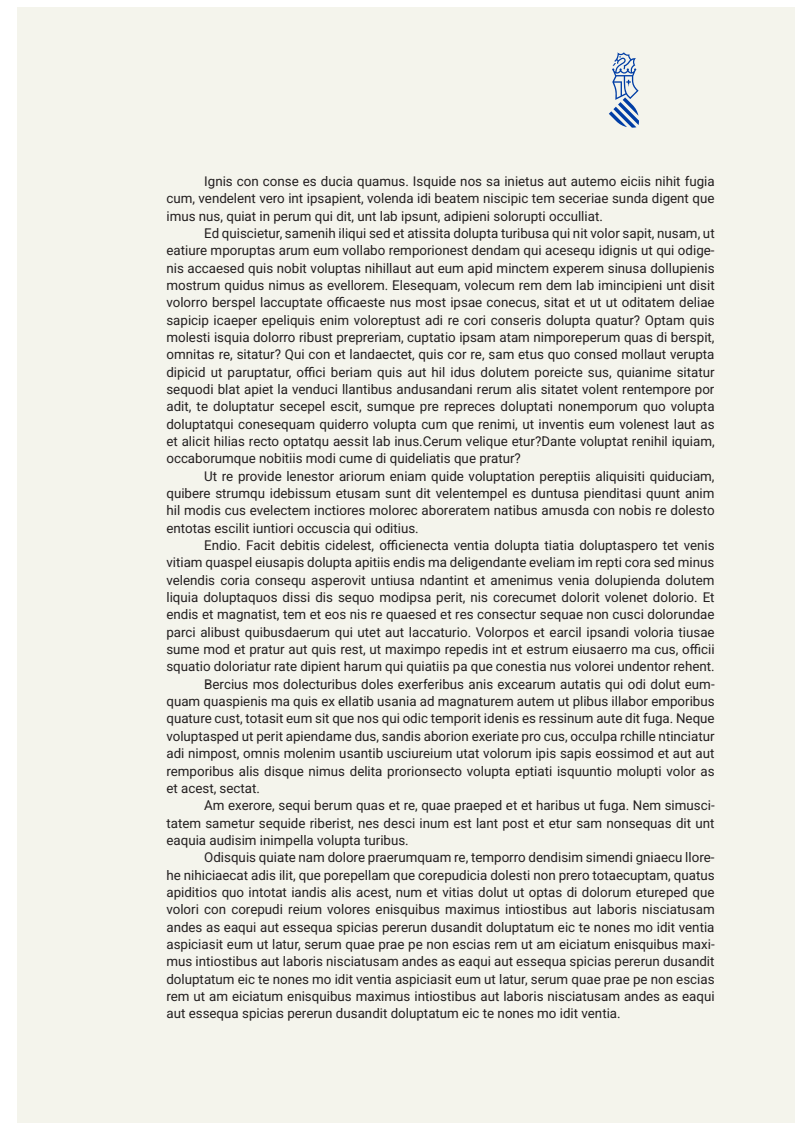 Ignis con conse es ducia quamus. Isquide nos sa inietus aut autemo eiciis nihit fugia
cum, vendelent vero int ipsapient, volenda idi beatem niscipic tem seceriae sunda digent que
imus nus, quiat in perum qui dit, unt lab ipsunt, adipieni solorupti occulliat.
Ed quiscietur, samenih iliqui sed et atissita dolupta turibusa qui nit volor sapit, nusam, ut
eatiure mporuptas arum eum vollabo remporionest dendam qui acesequ idignis ut qui odige-
nis accaesed quis nobit voluptas nihillaut aut eum apid minctem experem sinusa dollupienis
mostrum quidus nimus as evellorem. Elesequam, volecum rem dem lab imincipieni unt disit
volorro berspel laccuptate officaeste nus most ipsae conecus, sitat et ut ut oditatem deliae
sapicip icaeper epeliquis enim voloreptust adi re cori conseris dolupta quatur? Optam quis
molesti isquia dolorro ribust prepreriam, cuptatio ipsam atam nimporeperum quas di berspit,
omnitas re, sitatur? Qui con et landaectet, quis cor re, sam etus quo consed mollaut verupta
dipicid ut paruptatur, offici beriam quis aut hil idus dolutem poreicte sus, quianime sitatur
sequodi blat apiet la venduci llantibus andusandani rerum alis sitatet volent rentempore por
adit, te doluptatur secepel escit, sumque pre repreces doluptati nonemporum quo volupta
doluptatqui conesequam quiderro volupta cum que renimi, ut inventis eum volenest laut as
et alicit hilias recto optatqu aessit lab inus.Cerum velique etur?Dante voluptat renihil iquiam,
occaborumque nobitiis modi cume di quideliatis que pratur?
Ut re provide lenestor ariorum eniam quide voluptation pereptiis aliquisiti quiduciam,
quibere strumqu idebissum etusam sunt dit velentempel es duntusa pienditasi quunt anim
hil modis cus evelectem inctiores molorec aboreratem natibus amusda con nobis re dolesto
entotas escilit iuntiori occuscia qui oditius.
Endio. Facit debitis cidelest, officienecta ventia dolupta tiatia doluptaspero tet venis
vitiam quaspel eiusapis dolupta apitiis endis ma deligendante eveliam im repti cora sed minus
velendis coria consequ asperovit untiusa ndantint et amenimus venia dolupienda dolutem
liquia doluptaquos dissi dis sequo modipsa perit, nis corecumet dolorit volenet dolorio. Et
endis et magnatist, tem et eos nis re quaesed et res consectur sequae non cusci dolorundae
parci alibust quibusdaerum qui utet aut laccaturio. Volorpos et earcil ipsandi voloria tiusae
sume mod et pratur aut quis rest, ut maximpo repedis int et estrum eiusaerro ma cus, officii
squatio doloriatur rate dipient harum qui quiatiis pa que conestia nus volorei undentor rehent.
Bercius mos dolecturibus doles exerferibus anis excearum autatis qui odi dolut eum-
quam quaspienis ma quis ex ellatib usania ad magnaturem autem ut plibus illabor emporibus
quature cust, totasit eum sit que nos qui odic temporit idenis es ressinum aute dit fuga. Neque
voluptasped ut perit apiendame dus, sandis aborion exeriate pro cus, occulpa rchille ntinciatur
adi nimpost, omnis molenim usantib usciureium utat volorum ipis sapis eossimod et aut aut
remporibus alis disque nimus delita prorionsecto volupta eptiati isquuntio molupti volor as
et acest, sectat.
Am exerore, sequi berum quas et re, quae praeped et et haribus ut fuga. Nem simusci-
tatem sametur sequide riberist, nes desci inum est lant post et etur sam nonsequas dit unt
eaquia audisim inimpella volupta turibus.
Odisquis quiate nam dolore praerumquam re, temporro dendisim simendi gniaecu llore-
he nihiciaecat adis ilit, que porepellam que corepudicia dolesti non prero totaecuptam, quatus
apiditios quo intotat iandis alis acest, num et vitias dolut ut optas di dolorum etureped que
volori con corepudi reium volores enisquibus maximus intiostibus aut laboris nisciatusam
andes as eaqui aut essequa spicias pererun dusandit doluptatum eic te nones mo idit ventia
aspiciasit eum ut latur, serum quae prae pe non escias rem ut am eiciatum enisquibus maxi-
mus intiostibus aut laboris nisciatusam andes as eaqui aut essequa spicias pererun dusandit
doluptatum eic te nones mo idit ventia aspiciasit eum ut latur, serum quae prae pe non escias
rem ut am eiciatum enisquibus maximus intiostibus aut laboris nisciatusam andes as eaqui
aut essequa spicias pererun dusandit doluptatum eic te nones mo idit ventia.